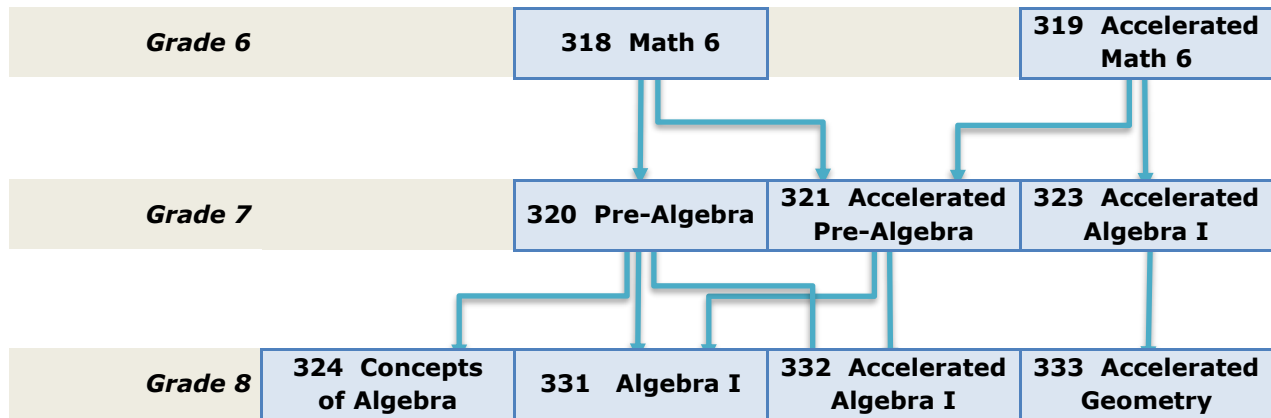 Grade 6
318 Math 6
319 Accelerated
Math 6
Grade 7
320 Pre-Algebra
321 Accelerated
Pre-Algebra
323 Accelerated
Algebra I
Grade 8
324 Concepts
of Algebra
331 Algebra I
332 Accelerated
Algebra I
333 Accelerated
Geometry